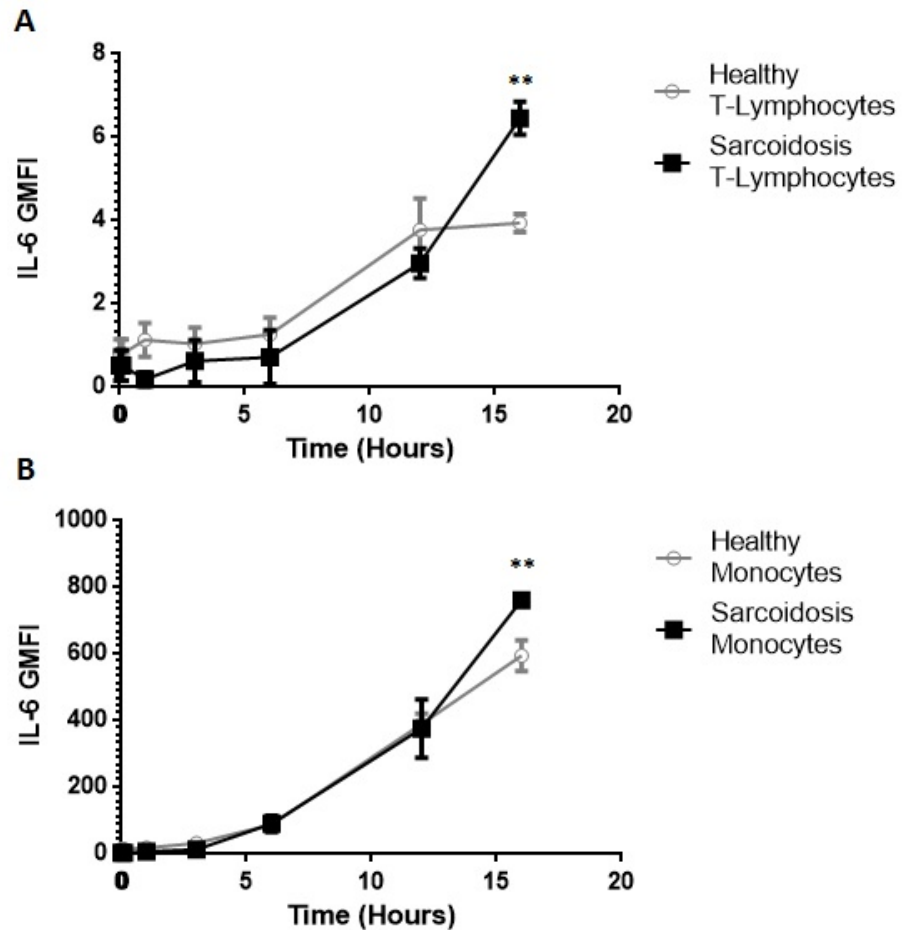 A
8
6
4
2
0
IL-6 GMFI
0
5
10
15
20
Time (Hours)
**
Healthy
T-Lymphocytes
Sarcoidosis
T-Lymphocytes
B
1000
800
600
400
200
0
IL-6 GMFI
0
5
10
15
20
Time (Hours)
**
Healthy
Monocytes
Sarcoidosis
Monocytes